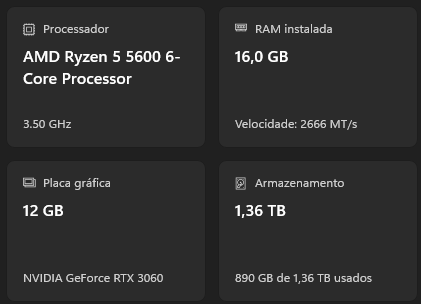 Processador
AMD Ryzen 5 5600 6-
Core Processor
3.50 GHz
RAM instalada
16,0 GB
Velocidade: 2666 MT/s
Placa gráfica
12 GB
NVIDIA GeForce RTX 3060
Armazenamento
1,36 TB
890 GB de 1,36 TB usados